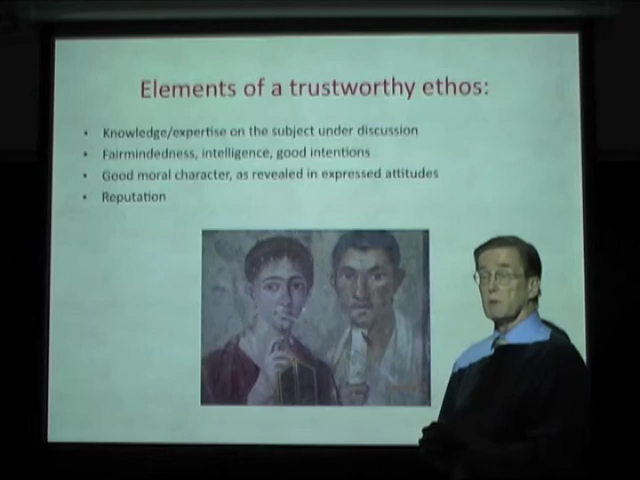 Elements of a trustworthy ethos:
• Knowledge/expertise on the subject under discussion
• Fairmindedness, intelligence, good intentions
• Good moral character, as revealed in expressed attitudes
• Reputation